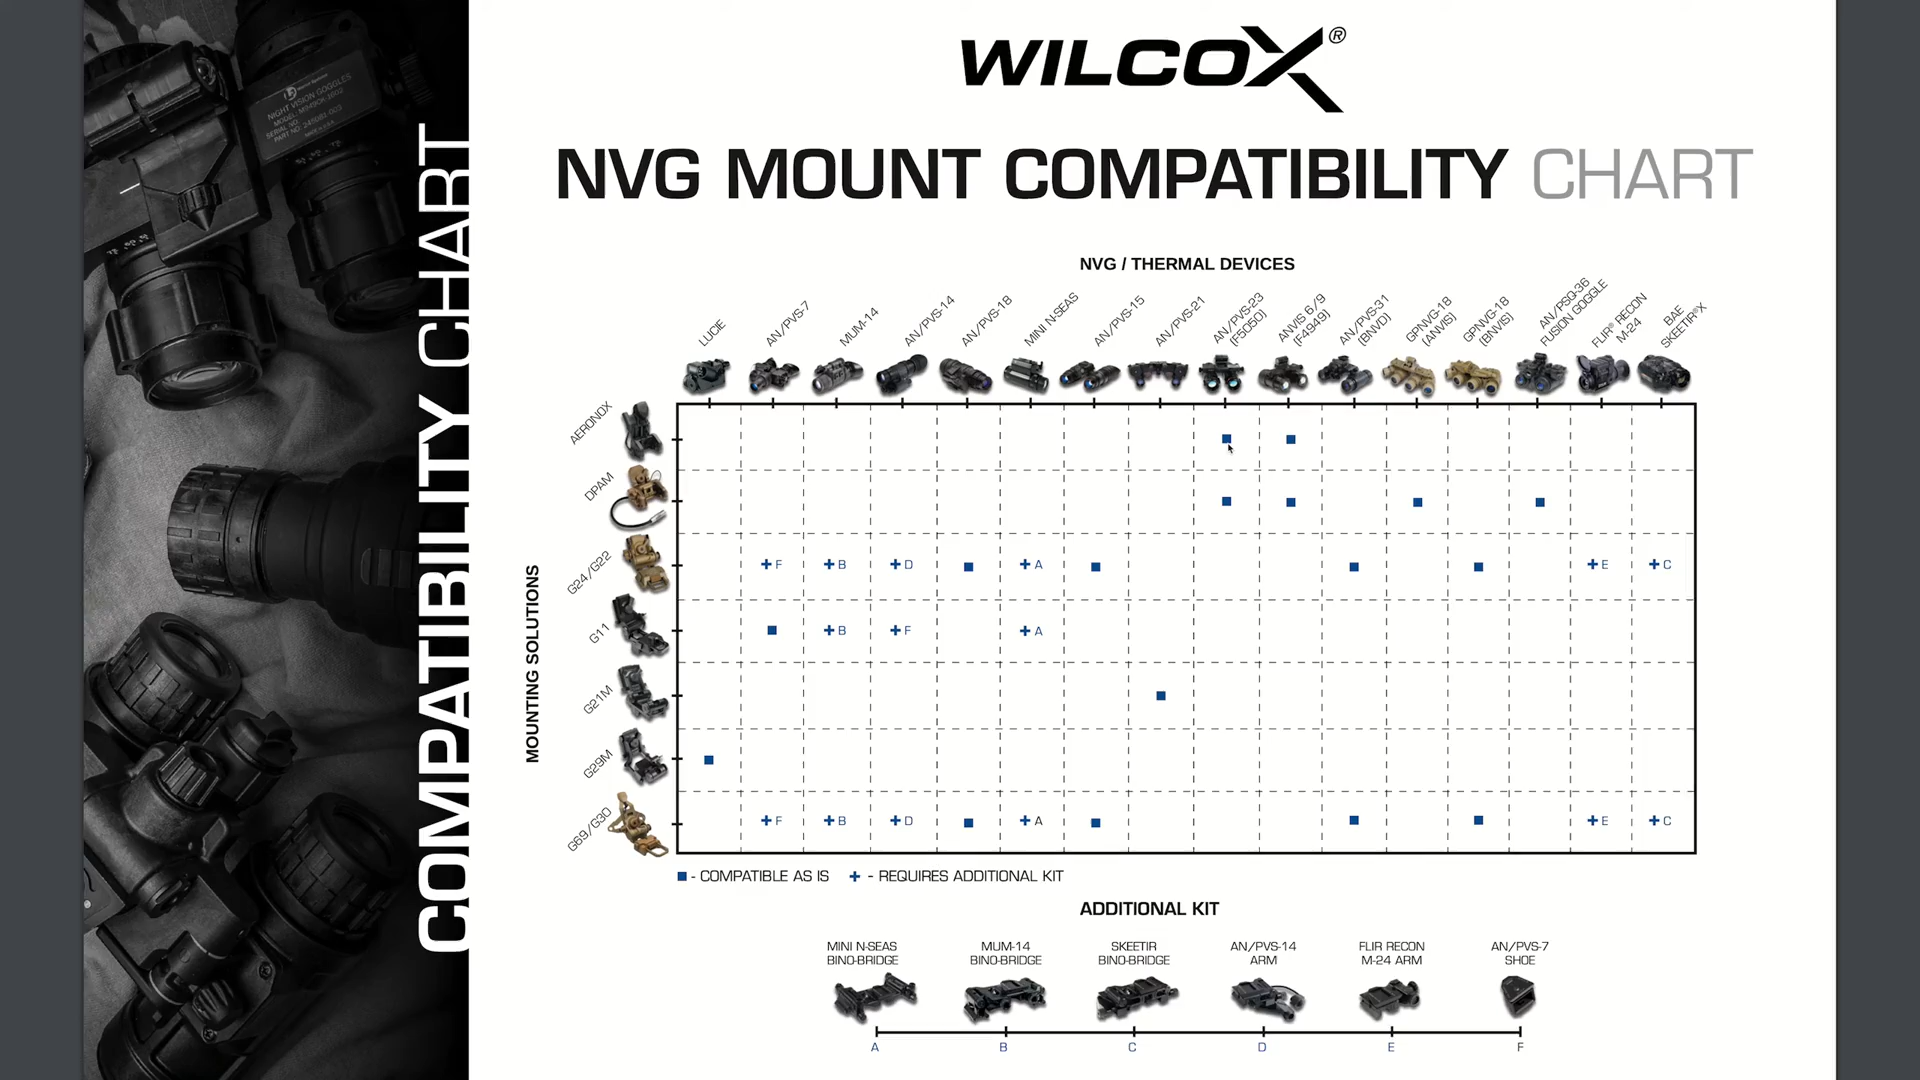 WILCOX®
NVG MOUNT COMPATIBILITY CHART
COMPATIBILITY CHART
NIGHT VISION GOGGLES
NVG / THERMAL DEVICES
LUCIE
AN/PVS-7
MUM-14
AN/PVS-14
AN/PVS-18
MINI N-SEAS
AN/PVS-15
AN/PVS-21
AN/PVS-23
(F5050)
ANVIS 6/9
(F4949)
AN/PVS-31
(BNVD)
GPNVG-18
(ANVIS)
GPNVG-18
(BNVIS)
AN/PSQ-36
FUSION GOGGLE
FLIR® RECON
M-24
BAE
SKEETIR®X
MOUNTING SOLUTIONS
AERONOX
DPAM
G24/G22
+ F
+ B
+ D
+ A
+ E
+ C
G11
+ B
+ F
+ A
G21M
G29M
G69/G30
+ F
+ B
+ D
+ A
+ E
+ C
■ - COMPATIBLE AS IS + - REQUIRES ADDITIONAL KIT
ADDITIONAL KIT
MINI N-SEAS
BINO-BRIDGE
MUM-14
BINO-BRIDGE
SKEETIR
BINO-BRIDGE
AN/PVS-14
ARM
FLIR RECON
M-24 ARM
AN/PVS-7
SHOE
A B C D E F